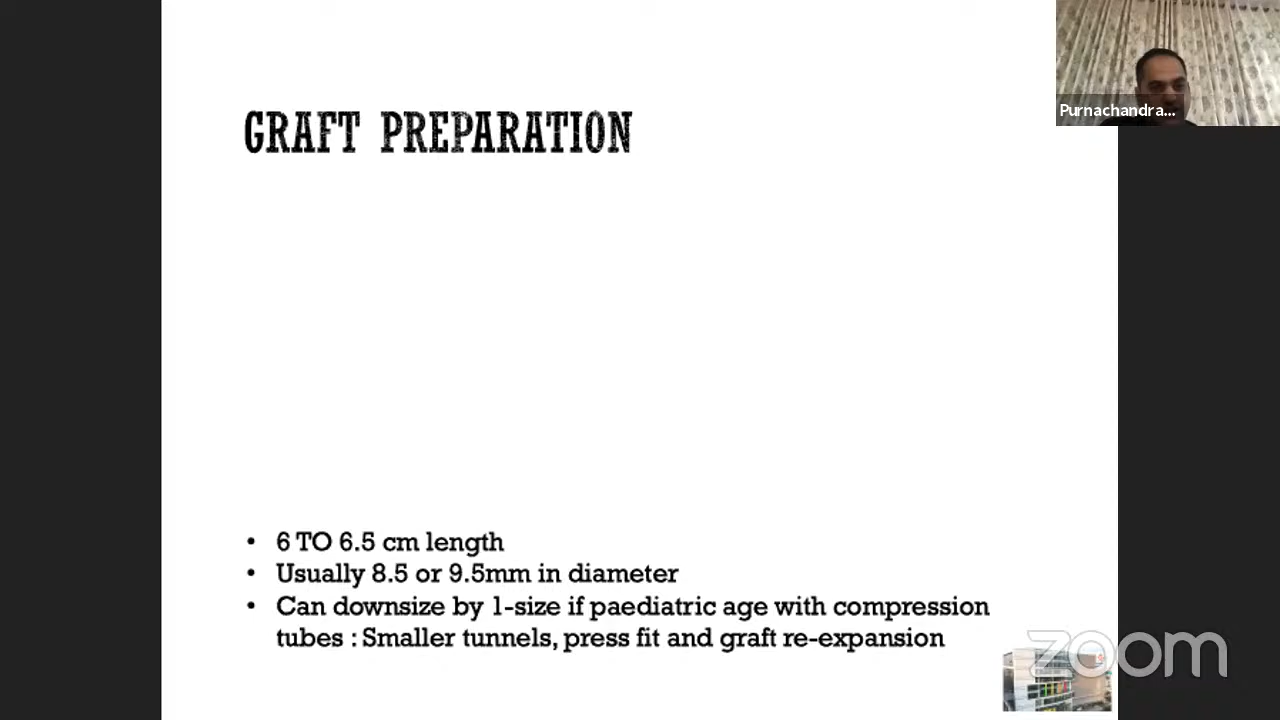 Purnachandra...
GRAFT PREPARATION
• 6 TO 6.5 cm length
• Usually 8.5 or 9.5mm in diameter
• Can downsize by 1-size if paediatric age with compression
tubes : Smaller tunnels, press fit and graft re-expansion
zoom